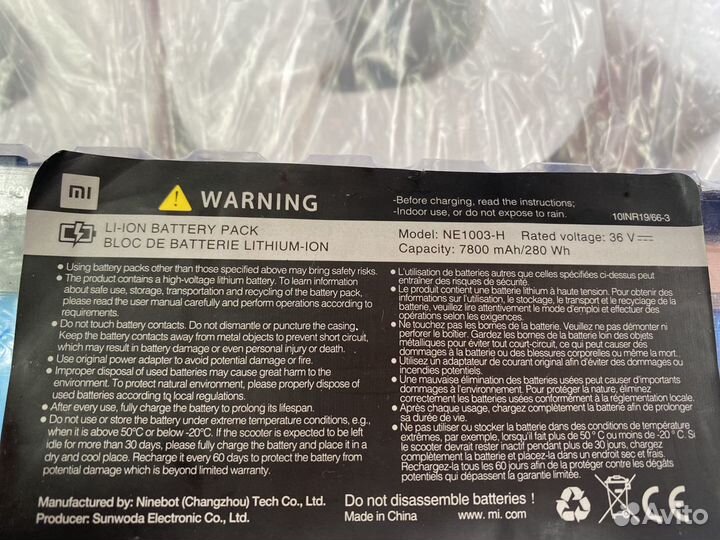 mi
WARNING
-Before charging, read the instructions;
-Indoor use, or do not use in rain.
10INR19/66-3
LI-ION BATTERY PACK
BLOC DE BATTERIE LITHIUM-ION
Model: NE1003-H Rated voltage: 36 V
Capacity: 7800 mAh/280 Wh
• Using battery packs other than those specified above may bring safety risks.
• The product contains a high-voltage lithium battery. To learn information
about safe use, storage, transportation and recycling of the battery pack,
please read the user manual carefully and perform operations according to
requirements.
• Do not touch battery contacts. Do not dismantle or puncture the casing.
Keep the battery contacts away from metal objects to prevent short circuit,
which may result in battery damage or even personal injury or death.
• Use original power adapter to avoid potential damage or fire.
• Improper disposal of used batteries may cause great harm to the
environment. To protect natural environment, please properly dispose of
used batteries according tq local regulations.
• After every use, fully charge the battery to prolong its lifespan.
• Do not use or store the battery under extreme temperature conditions, e.g.,
when it is above 50°C or below -20°C. If the scooter is expected to be left
idle for more than 30 days, please fully charge the battery and place it in a
dry and cool place. Recharge it every 60 days to protect the battery from
potential damage which is beyond limited warranty.
• L'utilisation de batteries autres que celles spécifiées ci-dessus peut
entraîner des risques de sécurité.
• Le produit contient une batterie lithium à haute tension. Pour obtenir des
informations sur l'utilisation, le stockage, le transport et le recyclage de la
batterie, veuillez lire attentivement le mode d'emploi et effectuer des
opérations selon les exigences.
• Ne touchez pas les bornes de la batterie. Veuillez ne pas démonter ni
perforer le boîtier. Gardez les bornes de la batterie loin des objets
métalliques pour éviter tout court-circuit, ce qui peut causer des
dommages à la batterie ou des blessures corporelles ou même la mort.
• Utilisez un adaptateur de courant original afin d'éviter des dommages ou
incendies potentiels.
• Une mauvaise élimination des batteries usées peut causer d'importants
dommages à l'environnement. Pour protéger la nature, éliminez
correctement les batteries usées conformément à la réglementation locale.
• Après chaque usage, chargez complètement la batterie afin de prolonger
sa durée de vie.
• Ne pas utiliser ou stocker la batterie dans des conditions de température
extrêmes, par exemple, lorsqu'il fait plus de 50 °C ou moins de -20 °C. Si
le scooter devrait rester inactif pendant plus de 30 jours, chargez
complètement la batterie et placez-la dans un endroit sec et frais.
Rechargez-la tous les 60 jours afin de la protéger contre les dégâts
potentiels qui dépassent la garantie limitée.
Manufactured by: Ninebot (Changzhou) Tech Co., Ltd.
Producer: Sunwoda Electronic Co., Ltd.
Do not disassemble batteries !
Made in China www. mi. com
CE
Avito